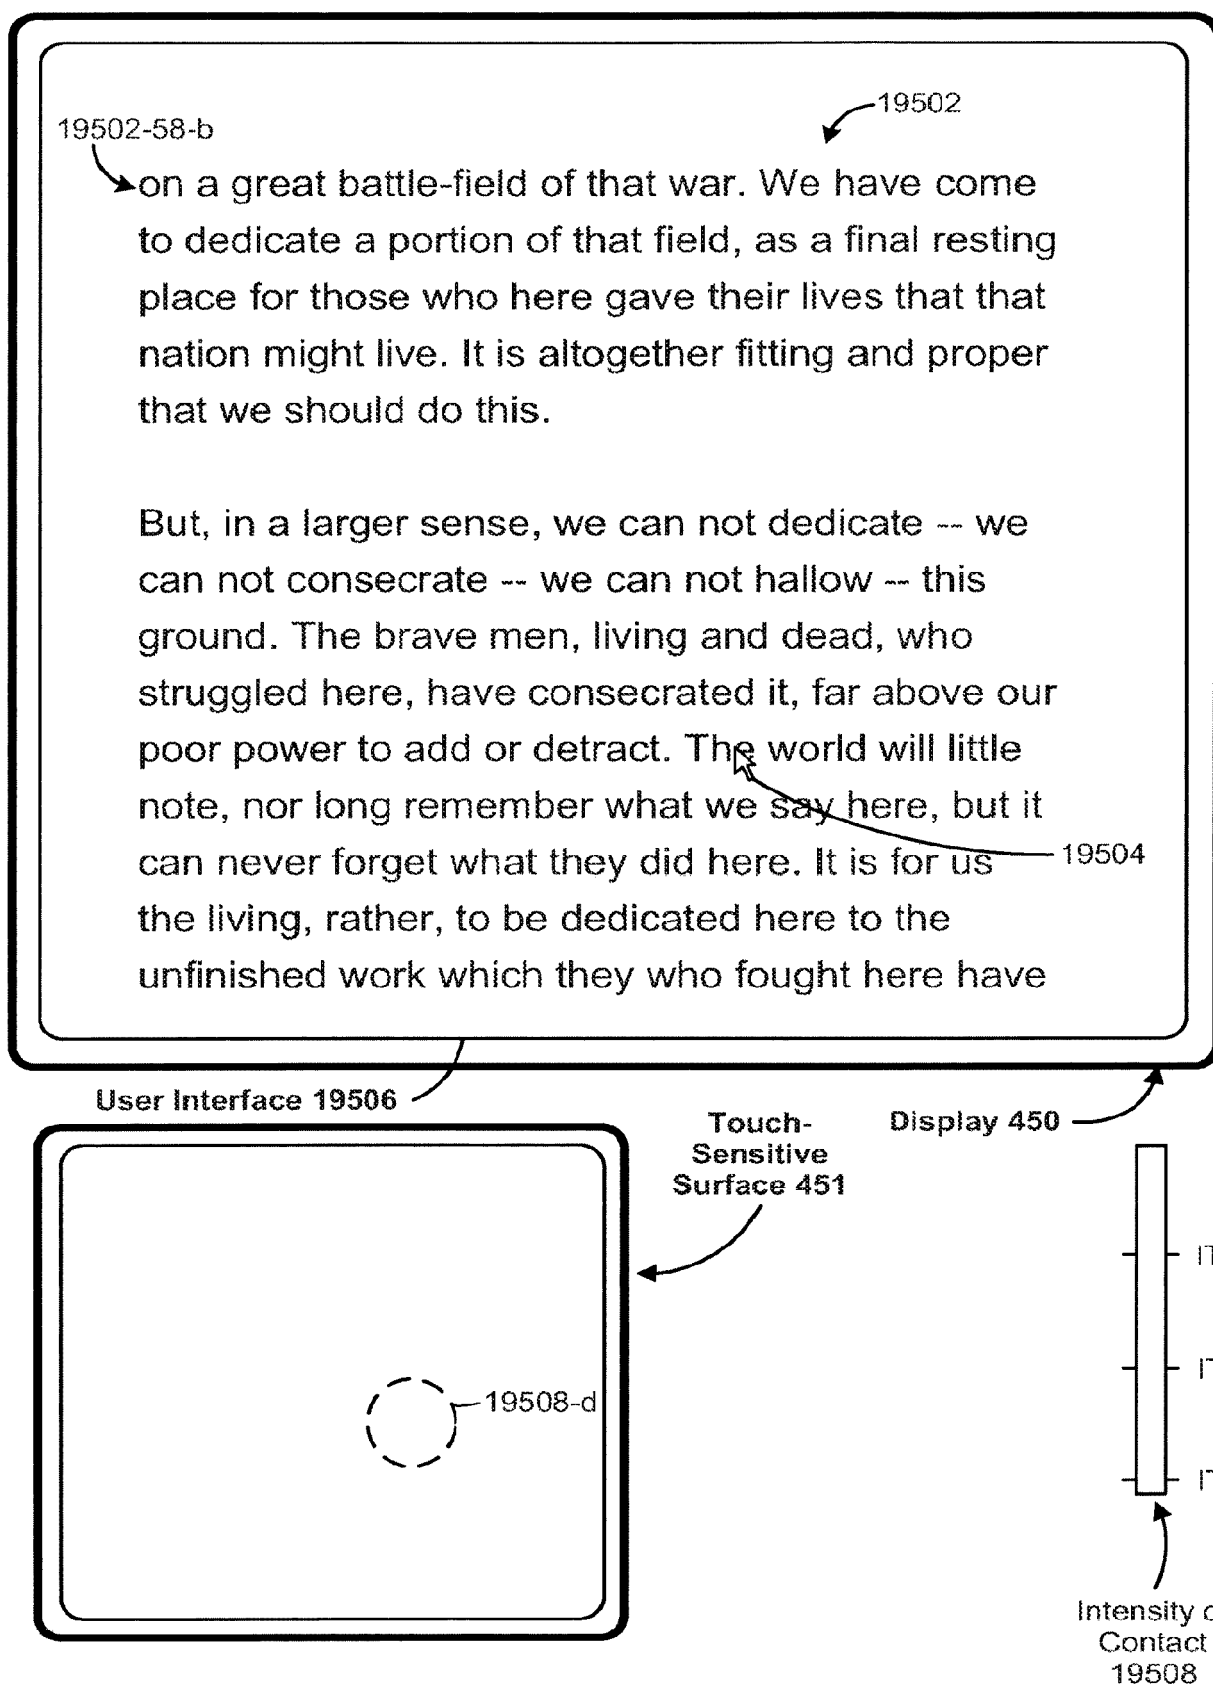 19502
19502-58-b
on a great battle-field of that war. We have come
to dedicate a portion of that field, as a final resting
place for those who here gave their lives that that
nation might live. It is altogether fitting and proper
that we should do this.
But, in a larger sense, we can not dedicate -- we
can not consecrate -- we can not hallow -- this
ground. The brave men, living and dead, who
struggled here, have consecrated it, far above our
poor power to add or detract. The world will little
note, nor long remember what we say here, but it
can never forget what they did here. It is for us
19504
the living, rather, to be dedicated here to the
unfinished work which they who fought here have
User Interface 19506
Display 450
Touch-
Sensitive
Surface 451
19508-d
Intensity
Contact
19508